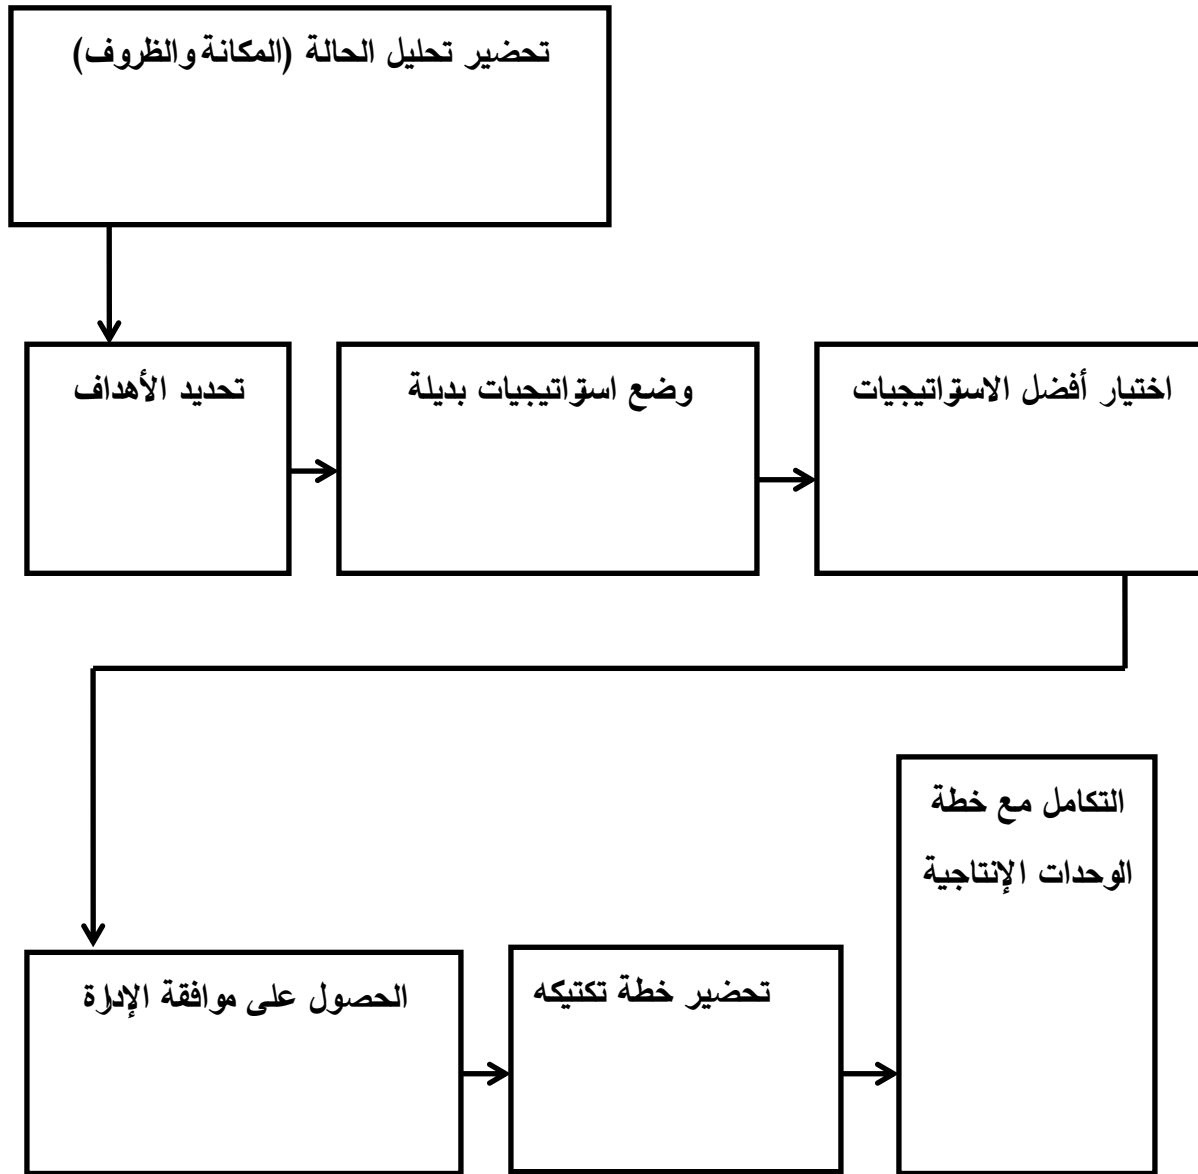 تحضير تحليل الحالة (المكانة والظروف)
تحديد الأهداف
وضع استراتيجيات بديلة
اختيار أفضل الاستراتيجيات
الحصول على موافقة الإدارة
تحضير خطة تكتيكه
التكامل مع خطة
الوحدات الإنتاجية